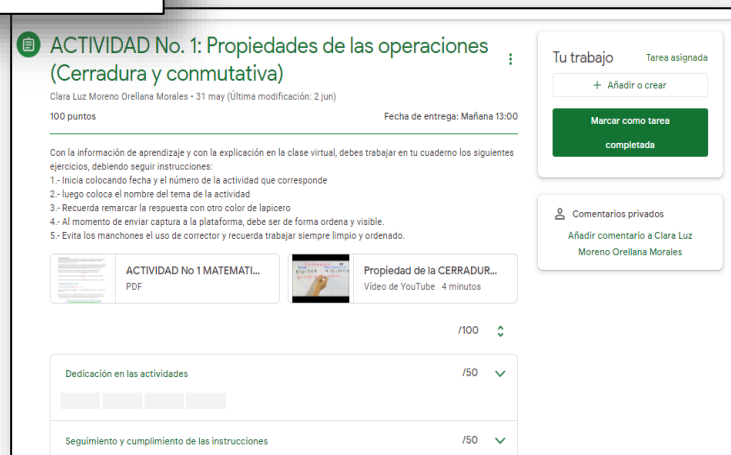 ACTIVIDAD No. 1: Propiedades de las operaciones
(Cerradura y conmutativa)
Clara Luz Moreno Orellana Morales • 31 may (Última modificación: 2 jun)
100 puntos
Fecha de entrega: Mañana 13:00
Con la información de aprendizaje y con la explicación en la clase virtual, debes trabajar en tu cuaderno los siguientes
ejercicios, debiendo seguir instrucciones:
1.- Inicia colocando fecha y el número de la actividad que corresponde
2.- luego coloca el nombre del tema de la actividad
3.- Recuerda remarcar la respuesta con otro color de lapicero
4.- Al momento de enviar captura a la plataforma, debe ser de forma ordena y visible.
5.- Evita los manchones el uso de corrector y recuerda trabajar siempre limpio y ordenado.
ACTIVIDAD No 1 MATEMATI...
PDF
Propiedad de la CERRADUR...
Vídeo de YouTube 4 minutos
/100
Dedicación en las actividades
/50
Seguimiento y cumplimiento de las instrucciones
/50
Tu trabajo
Tarea asignada
+ Añadir o crear
Marcar como tarea
completada
Comentarios privados
Añadir comentario a Clara Luz
Moreno Orellana Morales